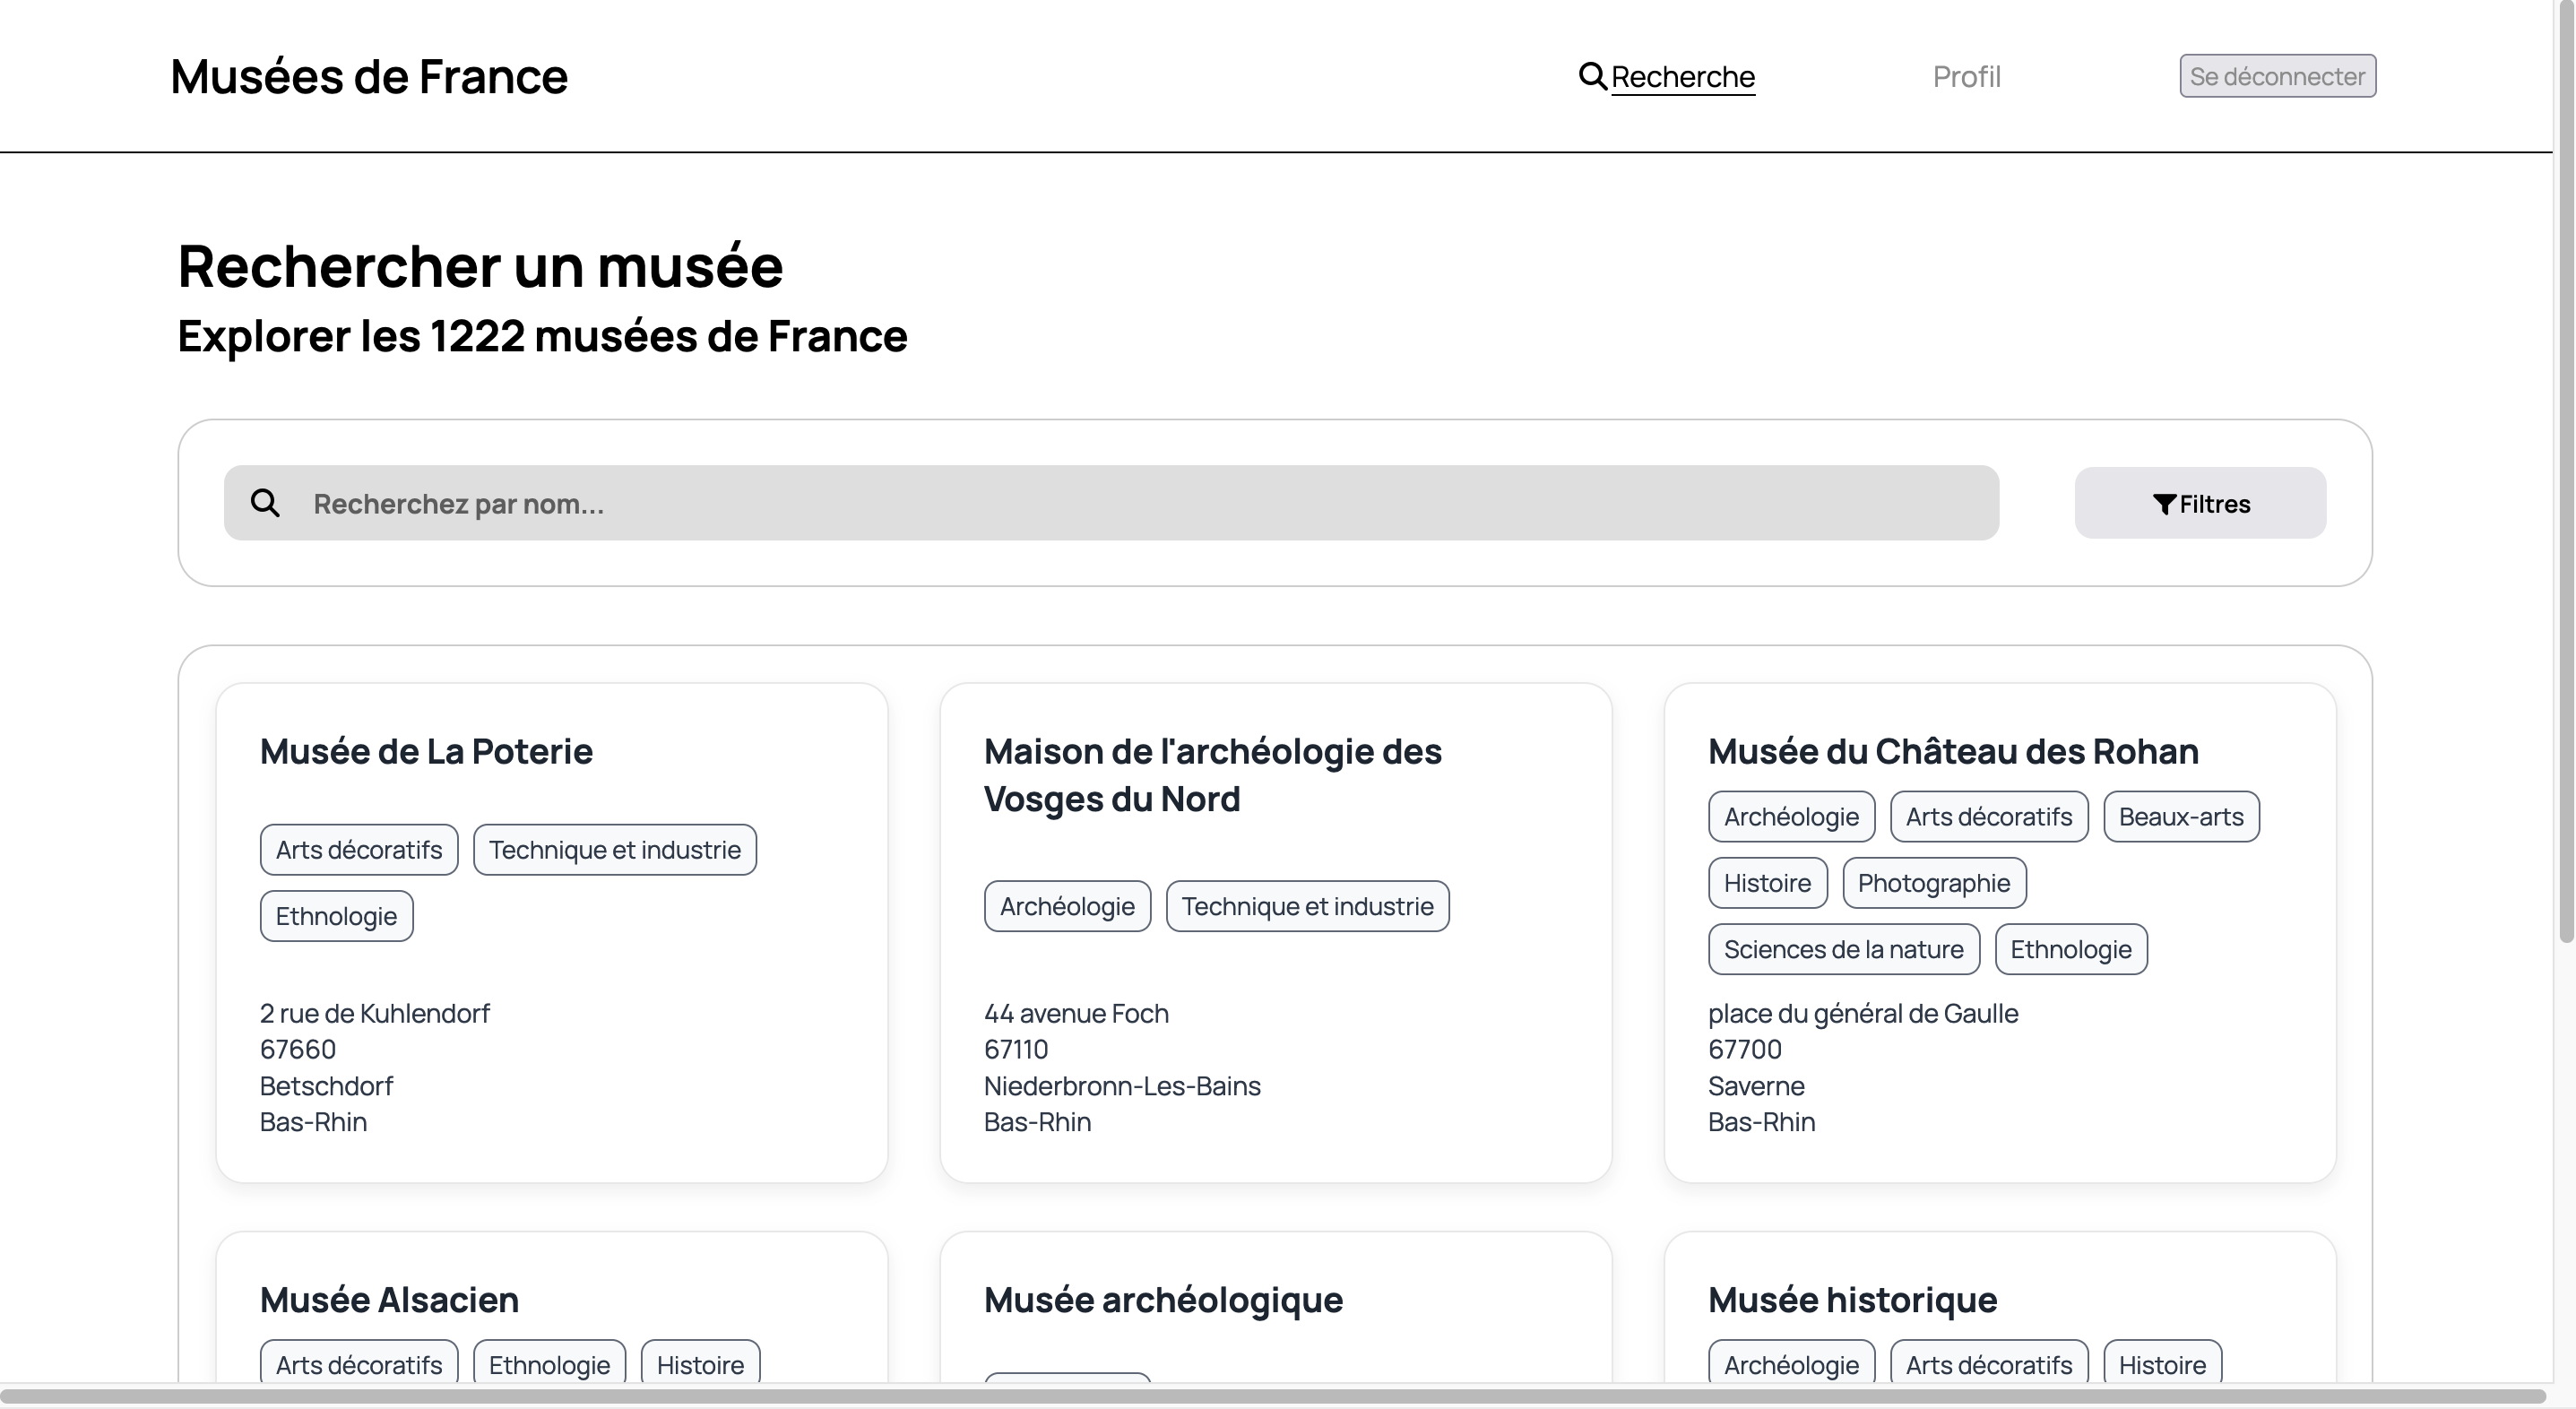 Musées de France
Recherche
Profil
Se déconnecter
Rechercher un musée
Explorer les 1222 musées de France
Recherchez par nom...
Filtres
Musée de La Poterie
Arts décoratifs
Technique et industrie
Ethnologie
2 rue de Kuhlendorf
67660
Betschdorf
Bas-Rhin
Maison de l'archéologie des
Vosges du Nord
Archéologie
Technique et industrie
44 avenue Foch
67110
Niederbronn-Les-Bains
Bas-Rhin
Musée du Château des Rohan
Archéologie
Arts décoratifs
Beaux-arts
Histoire
Photographie
Sciences de la nature
Ethnologie
place du général de Gaulle
67700
Saverne
Bas-Rhin
Musée Alsacien
Arts décoratifs
Ethnologie
Histoire
Musée archéologique
Musée historique
Archéologie
Arts décoratifs
Histoire